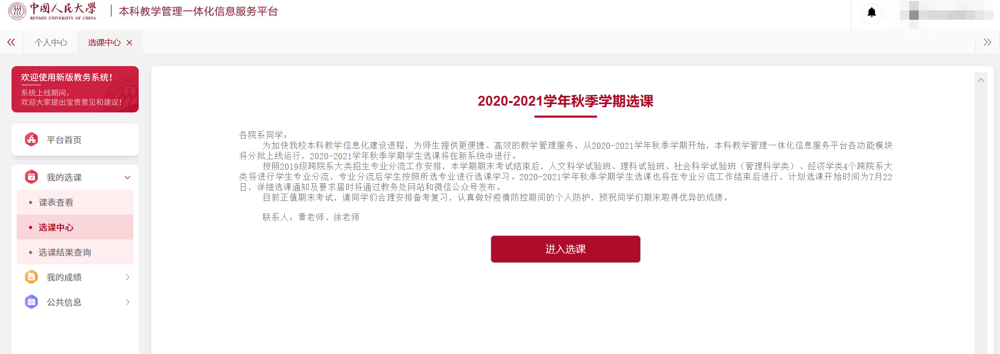 中国人民大学
RENMIN UNIVERSITY OF CHINA
本科教学管理一体化信息服务平台
个人中心
选课中心
欢迎使用新版教务系统！
系统上线期间，
欢迎大家提出宝贵意见和建议！
平台首页
我的选课
课表查看
选课中心
选课结果查询
我的成绩
公共信息
2020-2021学年秋季学期选课
各院系同学：
为加快我校本科教学信息化建设进程，为师生提供更便捷、高效的教学管理服务，从2020-2021学年秋季学期开始，本科教学管理一体化信息服务平台各功能模块
将分批上线运行，2020-2021学年秋季学期学生选课将在新系统中进行。
按照2019级跨院系大类招生专业分流工作安排，本学期期末考试结束后，人文科学试验班、理科试验班、社会科学试验班（管理科学类）、经济学类4个跨院系大
类将进行学生专业分流，专业分流后学生按照所选专业进行选课学习。2020-2021学年秋季学期学生选课也将在专业分流工作结束后进行，计划选课开始时间为7月22
日，详细选课通知及要求届时将通过教务处网站和微信公众号发布。
目前正值期末考试，请同学们合理安排备考复习，认真做好疫情防控期间的个人防护，预祝同学们期末取得优异的成绩。
联系人：黄老师、徐老师
进入选课